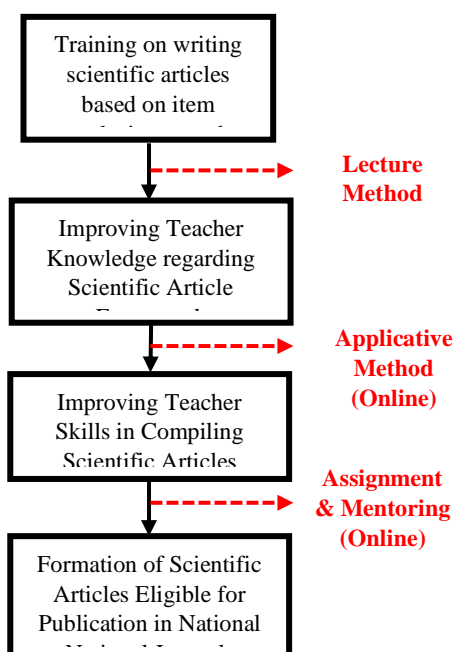 Training on writing
scientific articles
based on item
Lecture
Method
Improving Teacher
Knowledge regarding
Scientific Article
Applicative
Method
(Online)
Improving Teacher
Skills in Compiling
Scientific Articles
Assignment
& Mentoring
(Online)
Formation of Scientific
Articles Eligible for
Publication in National